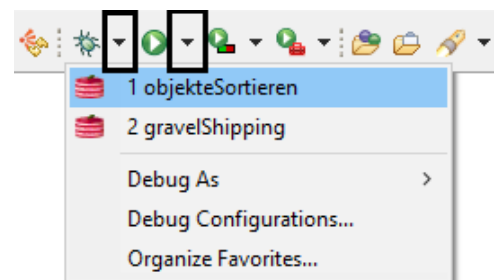 1 objekteSortieren
2 gravelShipping
Debug As
Debug Configurations...
Organize Favorites...